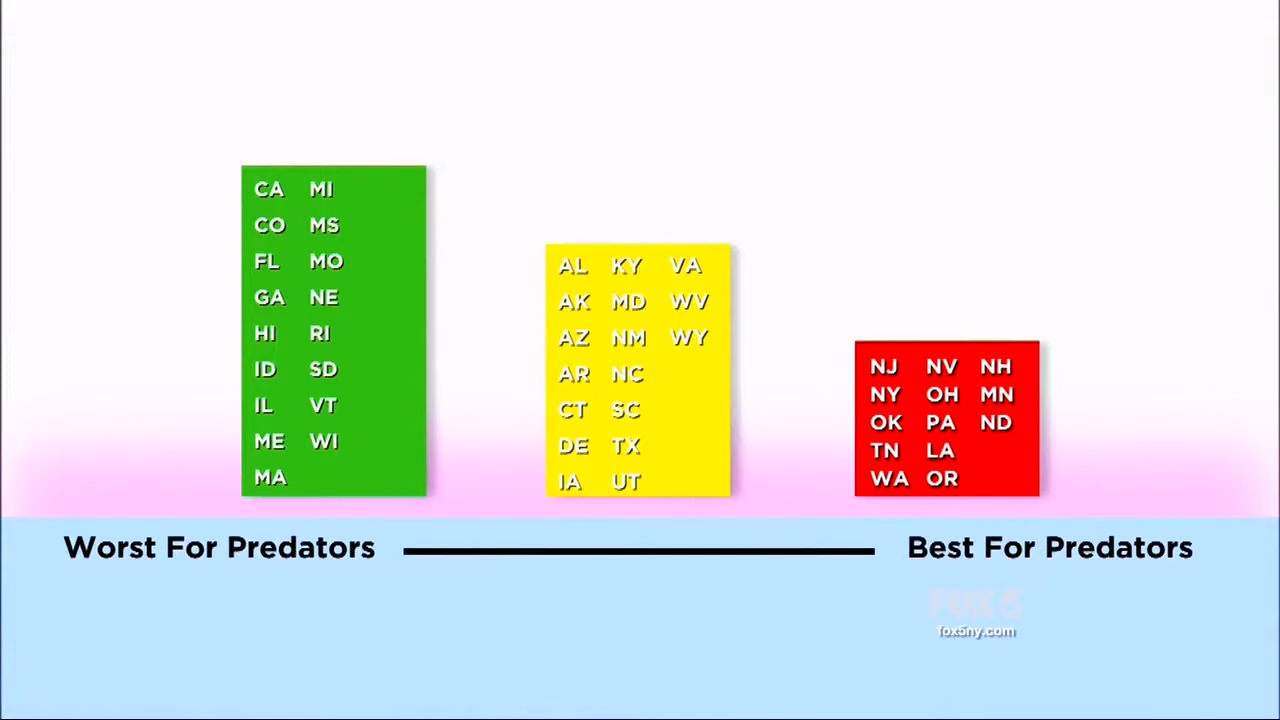 CA MI
CO MS
FL MO
GA NE
HI RI
ID SD
IL VT
ME WI
MA
AL KY VA
AK MD WV
AZ NM WY
AR NC
CT SC
DE TX
IA UT
NJ NV NH
NY OH MN
OK PA ND
TN LA
WA OR
Worst For Predators
Best For Predators
FOX 5
fox5ny.com